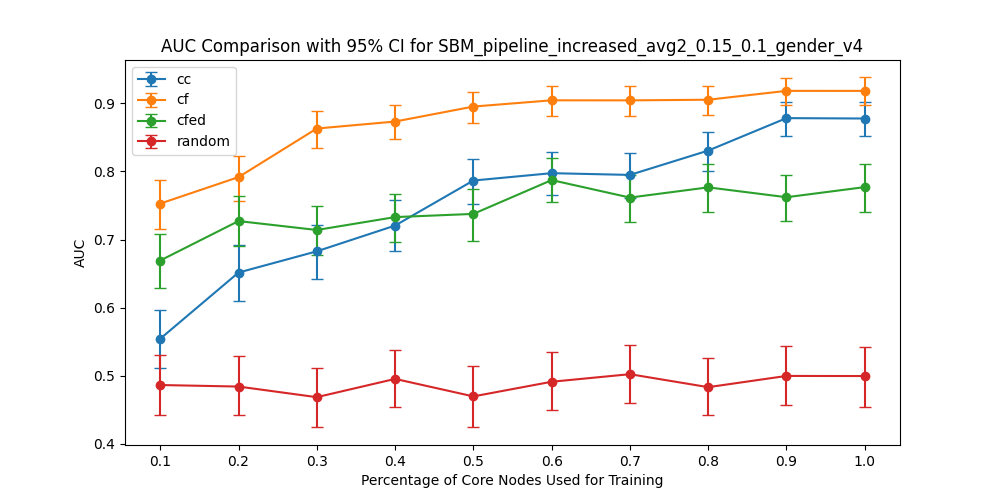 AUC Comparison with 95% CI for SBM_pipeline_increased_avg2_0.15_0.1_gender_v4
cc
cf
cfed
random
AUC
0.9
0.8
0.7
0.6
0.5
0.4
0.1 0.2 0.3 0.4 0.5 0.6 0.7 0.8 0.9 1.0
Percentage of Core Nodes Used for Training